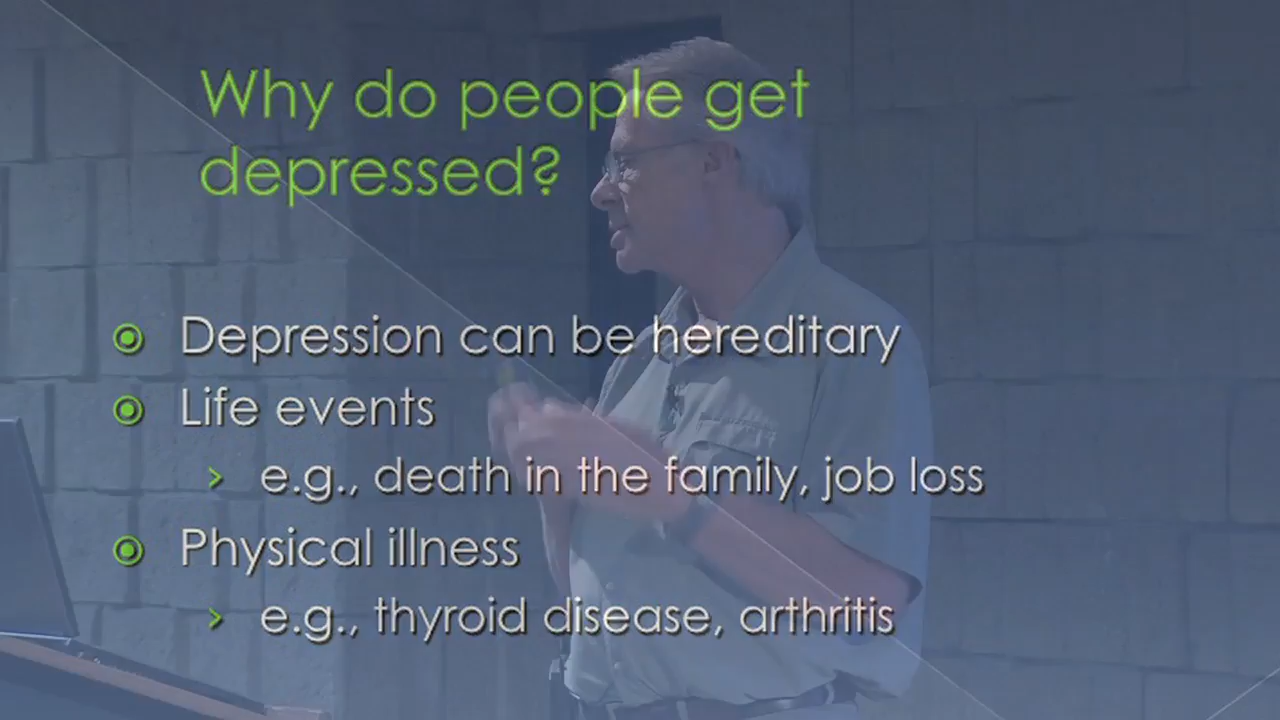 Why do people get
depressed?
Depression can be hereditary
Life events
e.g., death in the family, job loss
Physical illness
e.g., thyroid disease, arthritis